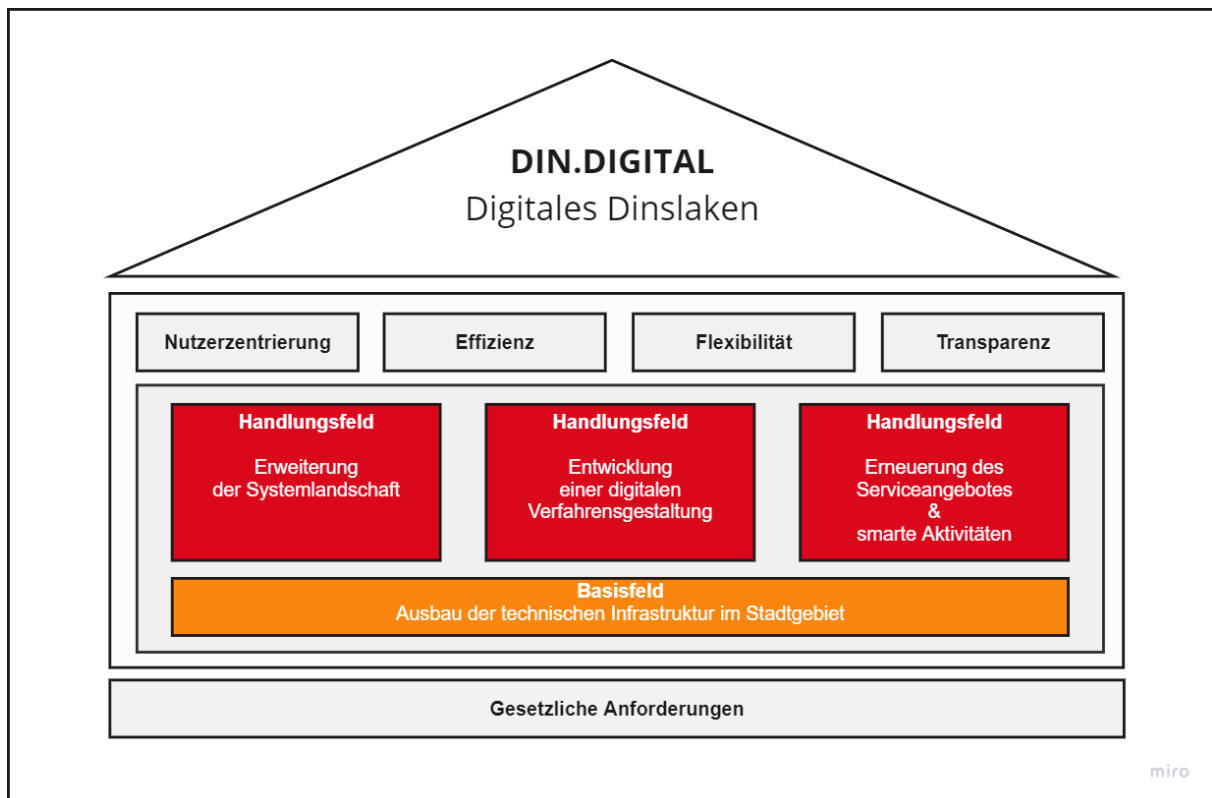 DIN.DIGITAL
Digitales Dinslaken
Nutzerzentrierung
Effizienz
Flexibilität
Transparenz
Handlungsfeld
Erweiterung
der Systemlandschaft
Handlungsfeld
Entwicklung
einer digitalen
Verfahrensgestaltung
Handlungsfeld
Erneuerung des
Serviceangebotes
&
smarte Aktivitäten
Basisfeld
Ausbau der technischen Infrastruktur im Stadtgebiet
Gesetzliche Anforderungen
miro